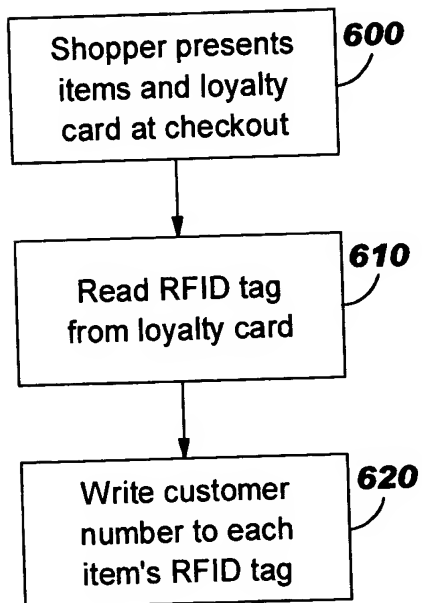 Shopper presents
items and loyalty
card at checkout
600
Read RFID tag
from loyalty card
610
Write customer
number to each
item's RFID tag
620